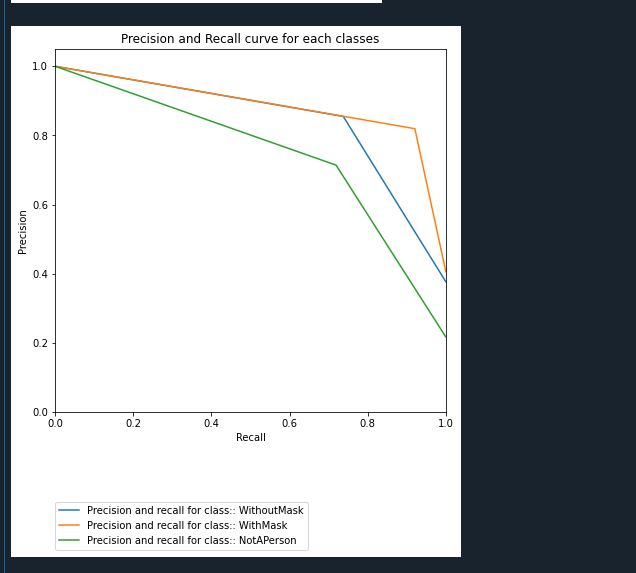 Precision and Recall curve for each classes
1.0
0.8
0.6
0.4
0.2
0.0
Precision
0.0 0.2 0.4 0.6 0.8 1.0
Recall
Precision and recall for class:: WithoutMask
Precision and recall for class:: WithMask
Precision and recall for class:: NotAPerson